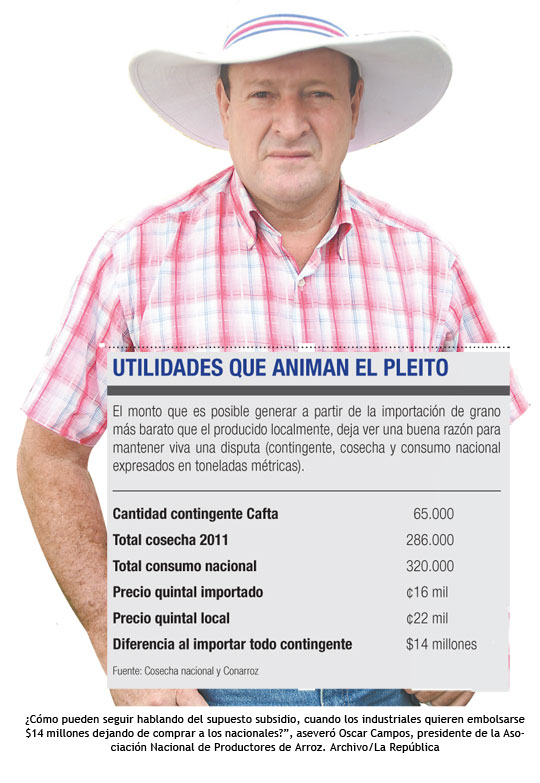 UTILIDADES QUE ANIMAN EL PLEITO
El monto que es posible generar a partir de la importación de grano
más barato que el producido localmente, deja ver una buena razón para
mantener viva una disputa (contingente, cosecha y consumo nacional
expresados en toneladas métricas).
Cantidad contingente Cafta 65.000
Total cosecha 2011 286.000
Total consumo nacional 320.000
Precio quintal importado ¢16 mil
Precio quintal local ¢22 mil
Diferencia al importar todo contingente $14 millones
Fuente: Cosecha nacional y Conarroz
¿Cómo pueden seguir hablando del supuesto subsidio, cuando los industriales quieren embolsarse
$14 millones dejando de comprar a los nacionales?”, aseveró Oscar Campos, presidente de la Aso-
ciación Nacional de Productores de Arroz. Archivo/La República